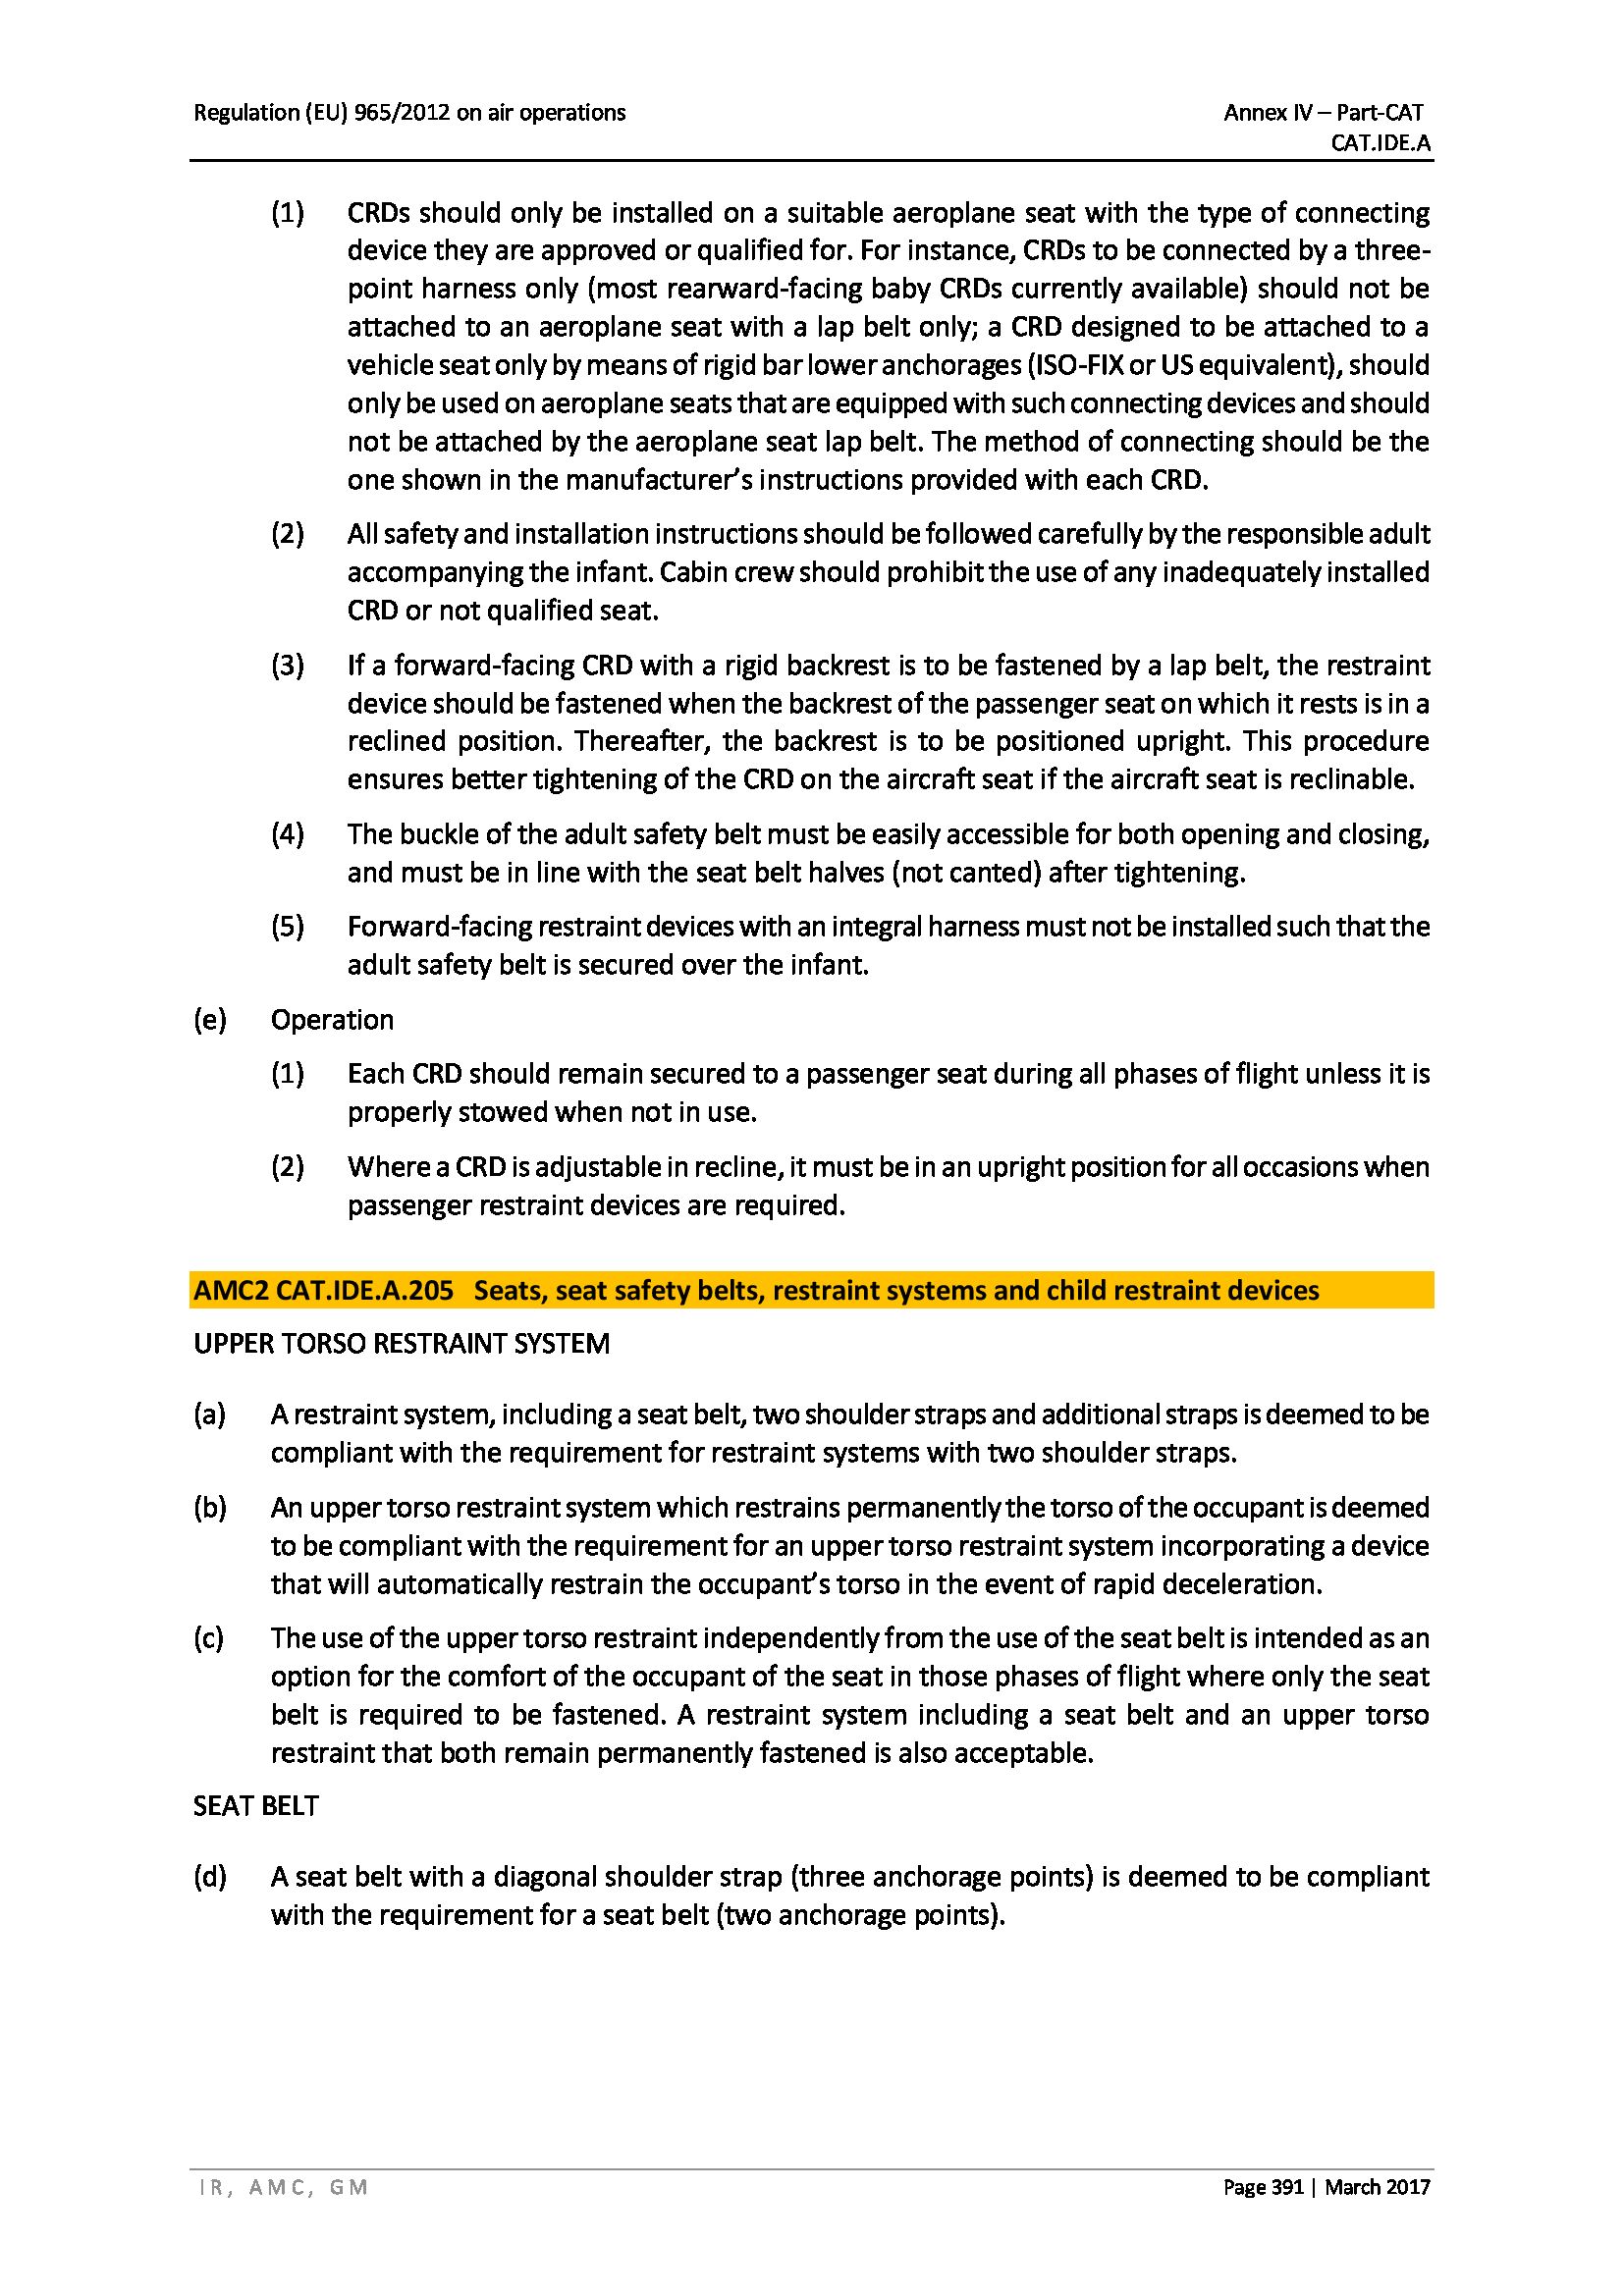 Regulation (EU) 965/2012 on air operations
Annex IV – Part-CAT
CAT.IDE.A
(1) CRDs should only be installed on a suitable aeroplane seat with the type of connecting
device they are approved or qualified for. For instance, CRDs to be connected by a three-
point harness only (most rearward-facing baby CRDs currently available) should not be
attached to an aeroplane seat with a lap belt only; a CRD designed to be attached to a
vehicle seat only by means of rigid bar lower anchorages (ISO-FIX or US equivalent), should
only be used on aeroplane seats that are equipped with such connecting devices and should
not be attached by the aeroplane seat lap belt. The method of connecting should be the
one shown in the manufacturer’s instructions provided with each CRD.
(2) All safety and installation instructions should be followed carefully by the responsible adult
accompanying the infant. Cabin crew should prohibit the use of any inadequately installed
CRD or not qualified seat.
(3) If a forward-facing CRD with a rigid backrest is to be fastened by a lap belt, the restraint
device should be fastened when the backrest of the passenger seat on which it rests is in a
reclined position. Thereafter, the backrest is to be positioned upright. This procedure
ensures better tightening of the CRD on the aircraft seat if the aircraft seat is reclinable.
(4) The buckle of the adult safety belt must be easily accessible for both opening and closing,
and must be in line with the seat belt halves (not canted) after tightening.
(5) Forward-facing restraint devices with an integral harness must not be installed such that the
adult safety belt is secured over the infant.
(e) Operation
(1) Each CRD should remain secured to a passenger seat during all phases of flight unless it is
properly stowed when not in use.
(2) Where a CRD is adjustable in recline, it must be in an upright position for all occasions when
passenger restraint devices are required.
AMC2 CAT.IDE.A.205 Seats, seat safety belts, restraint systems and child restraint devices
UPPER TORSO RESTRAINT SYSTEM
(a) A restraint system, including a seat belt, two shoulder straps and additional straps is deemed to be
compliant with the requirement for restraint systems with two shoulder straps.
(b) An upper torso restraint system which restrains permanently the torso of the occupant is deemed
to be compliant with the requirement for an upper torso restraint system incorporating a device
that will automatically restrain the occupant’s torso in the event of rapid deceleration.
(c) The use of the upper torso restraint independently from the use of the seat belt is intended as an
option for the comfort of the occupant of the seat in those phases of flight where only the seat
belt is required to be fastened. A restraint system including a seat belt and an upper torso
restraint that both remain permanently fastened is also acceptable.
SEAT BELT
(d) A seat belt with a diagonal shoulder strap (three anchorage points) is deemed to be compliant
with the requirement for a seat belt (two anchorage points).
IR, AMC, GM
Page 391 | March 2017